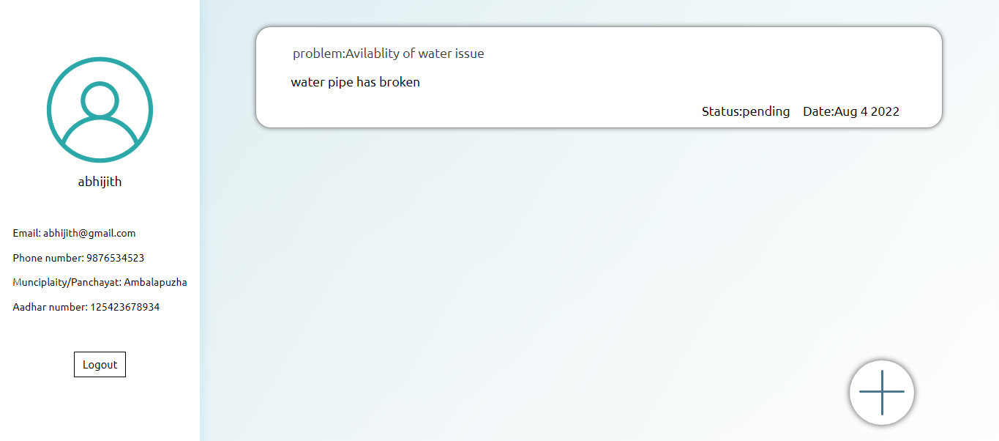 problem:Avilablity of water issue
water pipe has broken
Status:pending Date:Aug 4 2022
abhijith
Email: abhijith@gmail.com
Phone number: 9876534523
Munciplaity/Panchayat: Ambalapuzha
Aadhar number: 125423678934
Logout